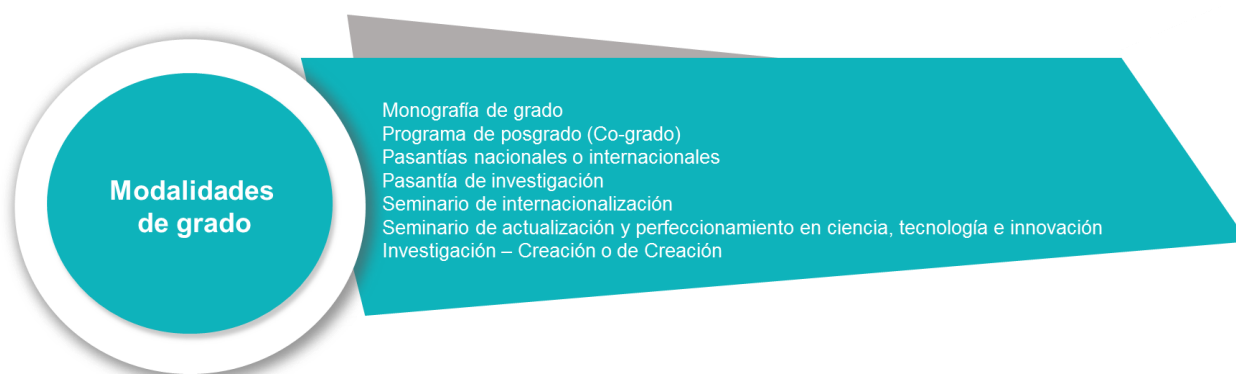 Modalidades
de grado
Monografía de grado
Programa de posgrado (Co-grado)
Pasantías nacionales o internacionales
Pasantía de investigación
Seminario de internacionalización
Seminario de actualización y perfeccionamiento en ciencia, tecnología e innovación
Investigación – Creación o de Creación